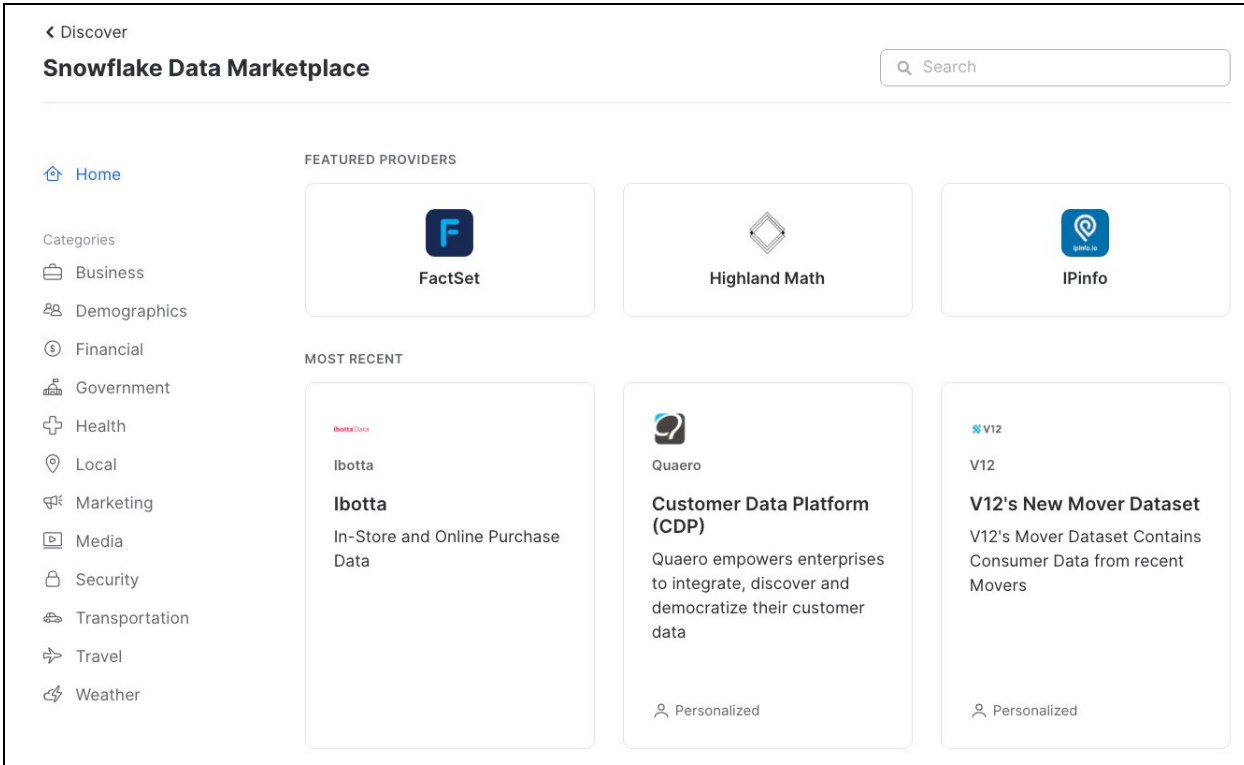 Discover
Snowflake Data Marketplace
Search
Home
Categories
Business
Demographics
Financial
Government
Health
Local
Marketing
Media
Security
Transportation
Travel
Weather
FEATURED PROVIDERS
F
FactSet
Highland Math
ipinfo.io
IPinfo
MOST RECENT
IbottaData
Ibotta
Ibotta
In-Store and Online Purchase
Data
Quaero
Customer Data Platform
(CDP)
Quaero empowers enterprises
to integrate, discover and
democratize their customer
data
Personalized
V12
V12
V12's New Mover Dataset
V12's Mover Dataset Contains
Consumer Data from recent
Movers
Personalized